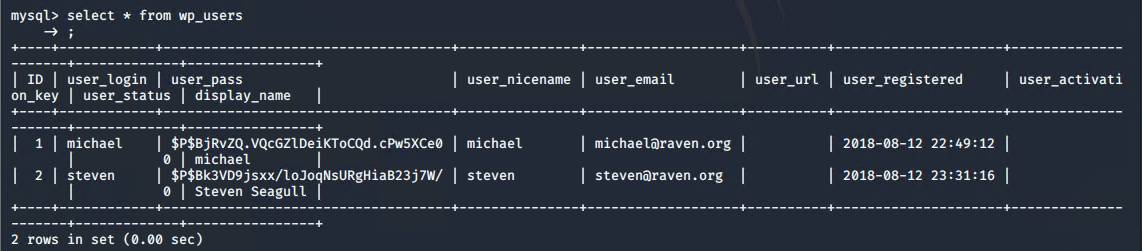 mysql> select * from wp_users
    → ;
+----+------------+------------------------------------+---------------+-------------------+----------+---------------------+--------------
-------+-------------+----------------+
| ID | user_login | user_pass                          | user_nicename | user_email        | user_url | user_registered     | user_activati
on_key | user_status | display_name   |
+----+------------+------------------------------------+---------------+-------------------+----------+---------------------+--------------
-------+-------------+----------------+
|  1 | michael    | $P$BjRvZQ.VQcGZlDeiKToCQd.cPw5XCe0 | michael       | michael@raven.org |          | 2018-08-12 22:49:12 |
       |           0 | michael        |
|  2 | steven     | $P$Bk3VD9jsxx/loJoqNsURgHiaB23j7W/ | steven        | steven@raven.org  |          | 2018-08-12 23:31:16 |
       |           0 | Steven Seagull |
+----+------------+------------------------------------+---------------+-------------------+----------+---------------------+--------------
-------+-------------+----------------+
2 rows in set (0.00 sec)